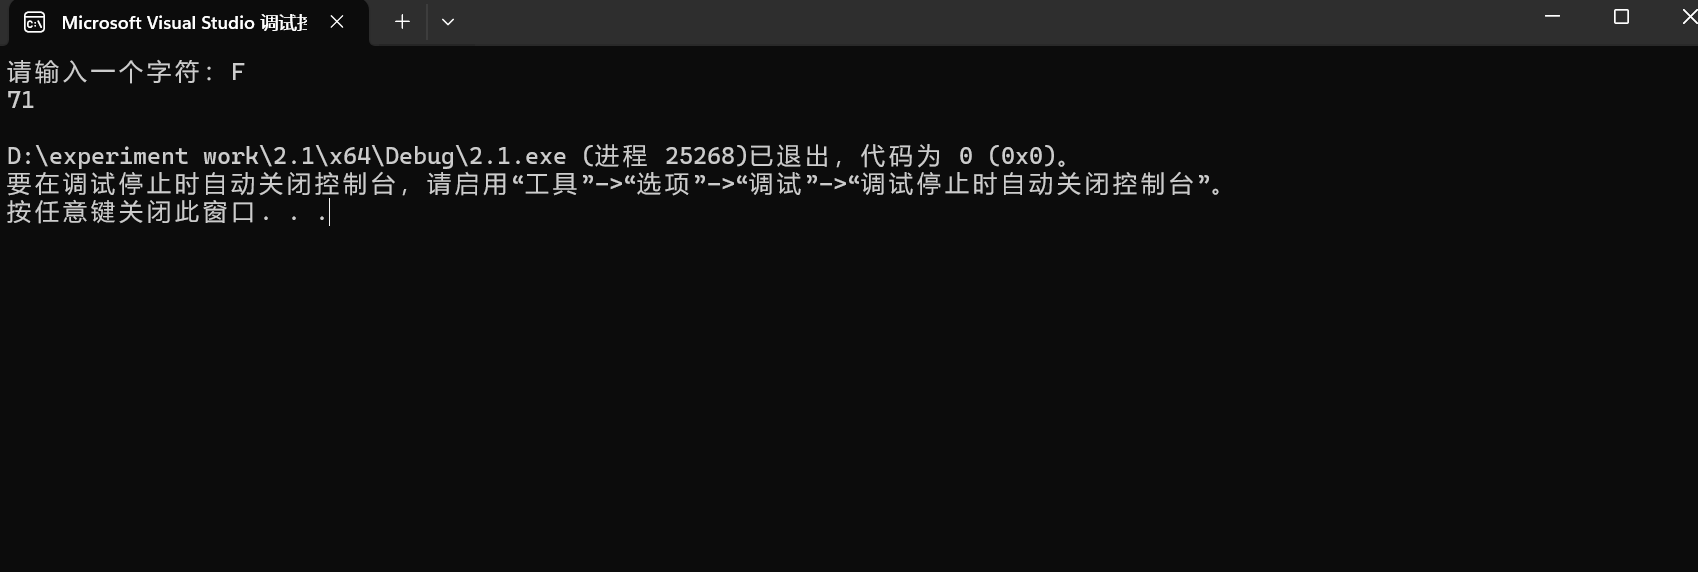 Microsoft Visual Studio 调试
请输入一个字符: F
71
D:\experiment work\2.1\x64\Debug\2.1.exe (进程 25268)已退出，代码为 0 (0x0)。
要在调试停止时自动关闭控制台，请启用“工具”->“选项”->“调试”->“调试停止时自动关闭控制台”。
按任意键关闭此窗口. . .